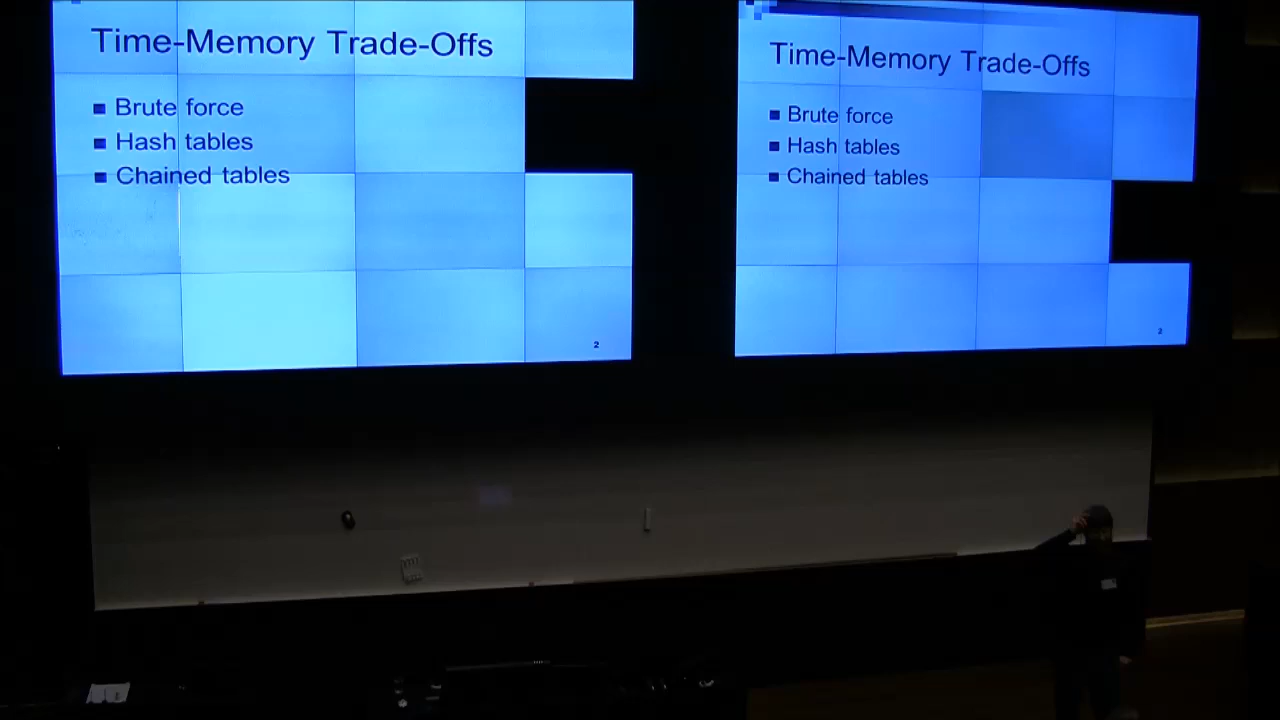 Time-Memory Trade-Offs
Brute force
Hash tables
Chained tables
2
Time-Memory Trade-Offs
Brute force
Hash tables
Chained tables
2